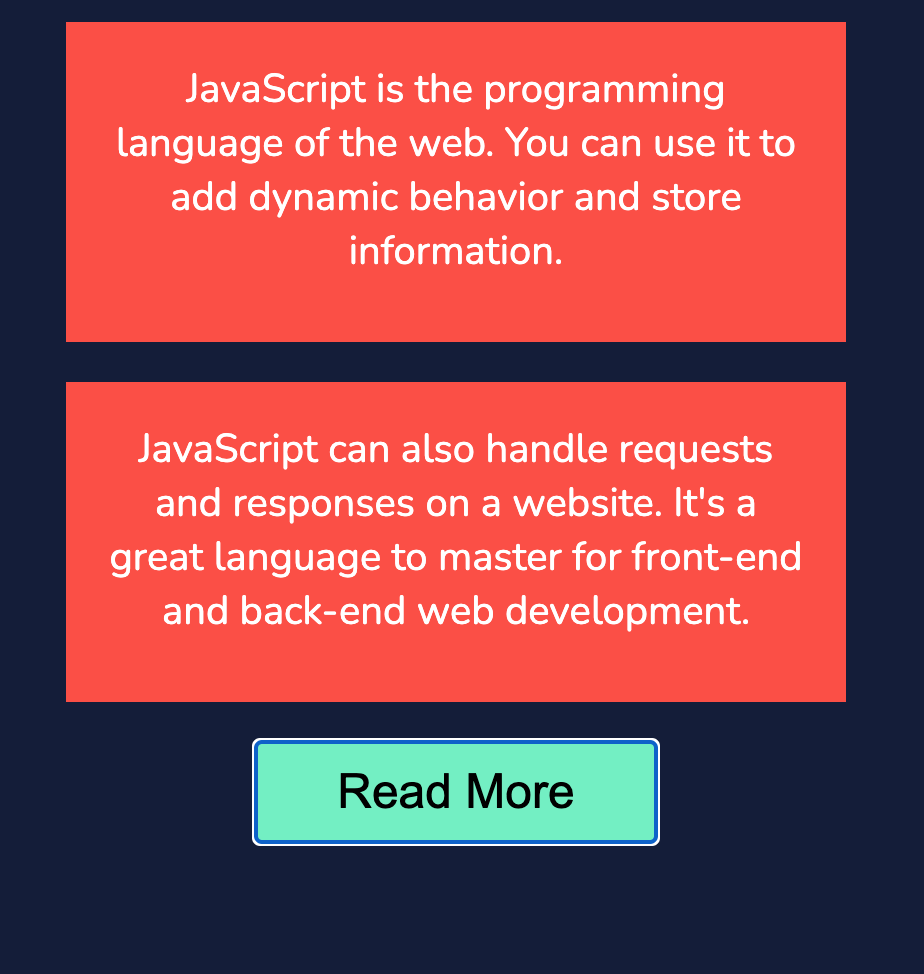 JavaScript is the programming
language of the web. You can use it to
add dynamic behavior and store
information.
JavaScript can also handle requests
and responses on a website. It's a
great language to master for front-end
and back-end web development.
Read More